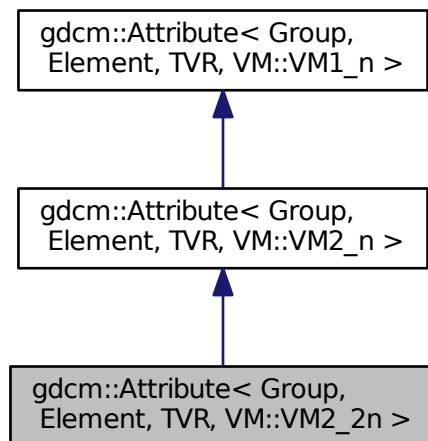 gdcm::Attribute< Group,
Element, TVR, VM::VM1_n >
gdcm::Attribute< Group,
Element, TVR, VM::VM2_n >
gdcm::Attribute< Group,
Element, TVR, VM::VM2_2n >